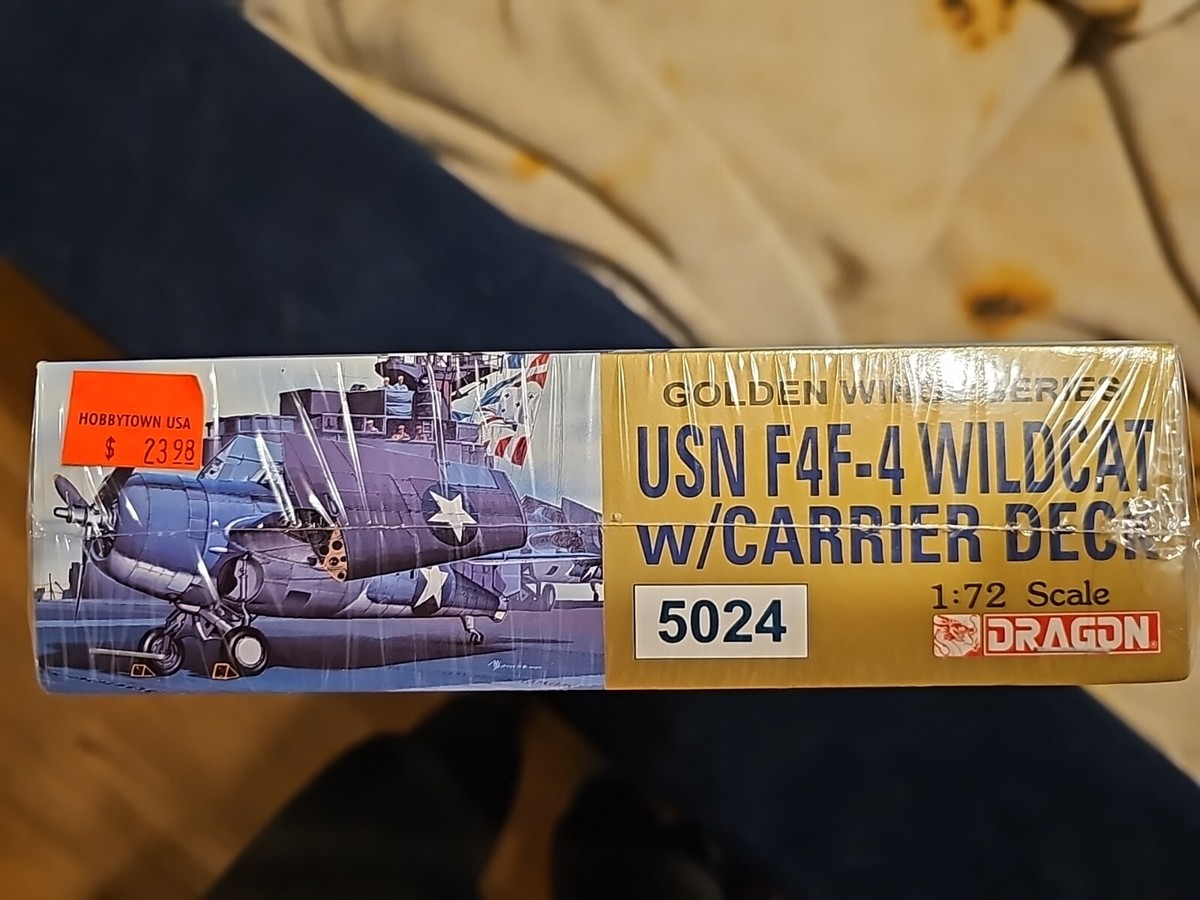 HOBBYTOWN USA
$ 23.98
GOLDEN WINGS SERIES
USN F4F-4 WILDCAT
w/CARRIER DECK
5024
1:72 Scale
DRAGON